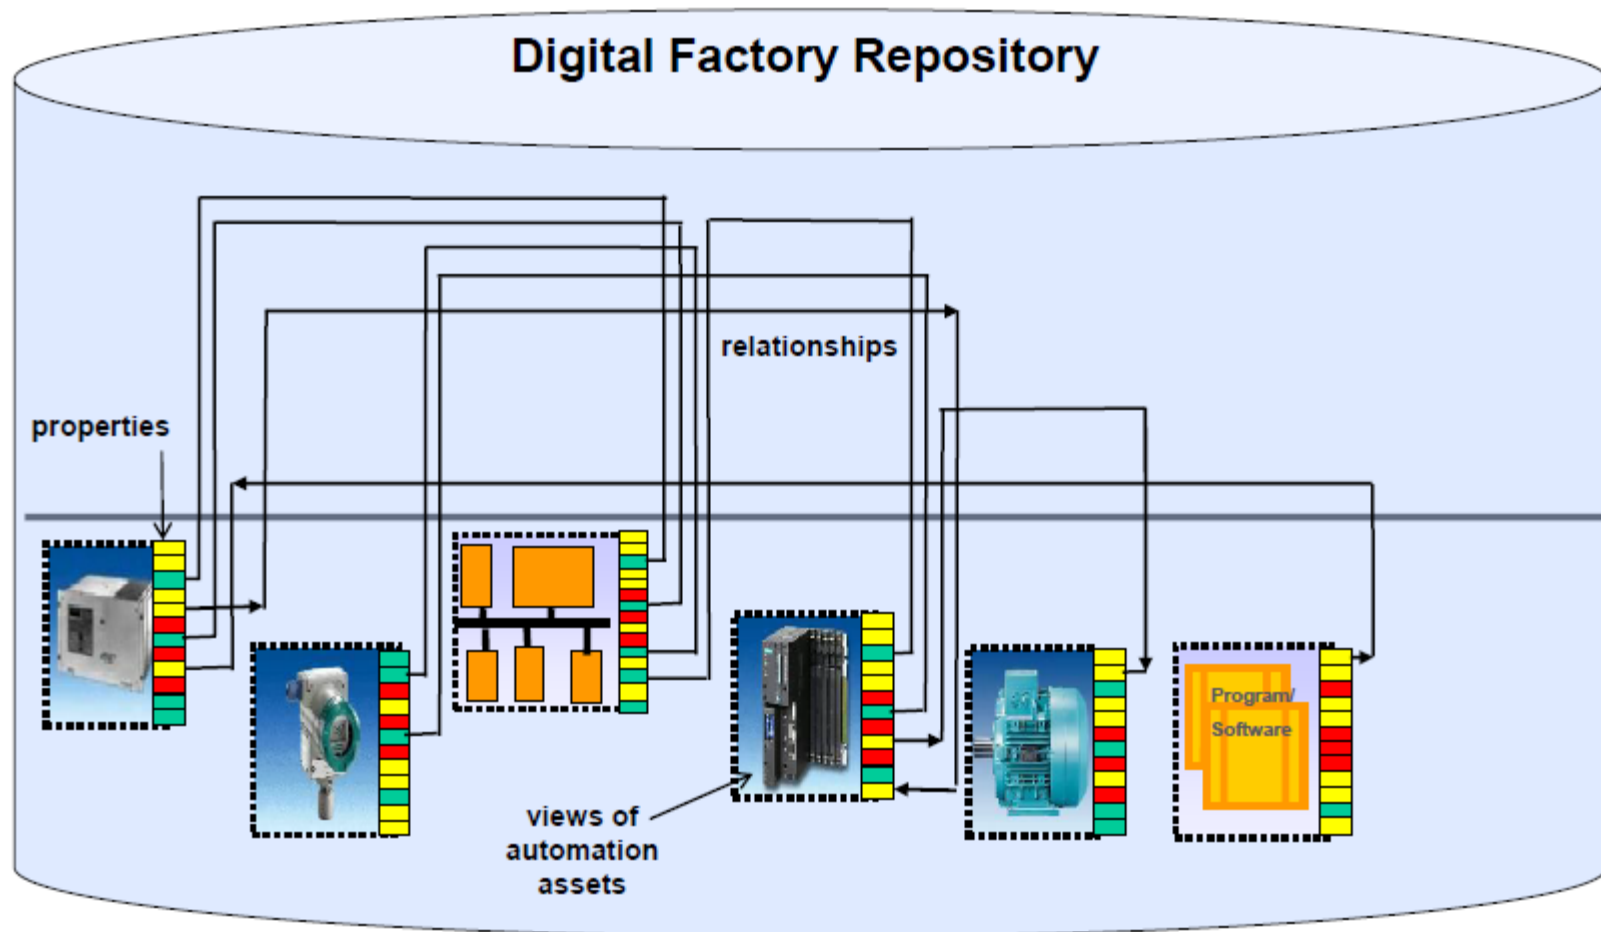 Digital Factory Repository
relationships
properties
Program/
Software
views of
automation
assets